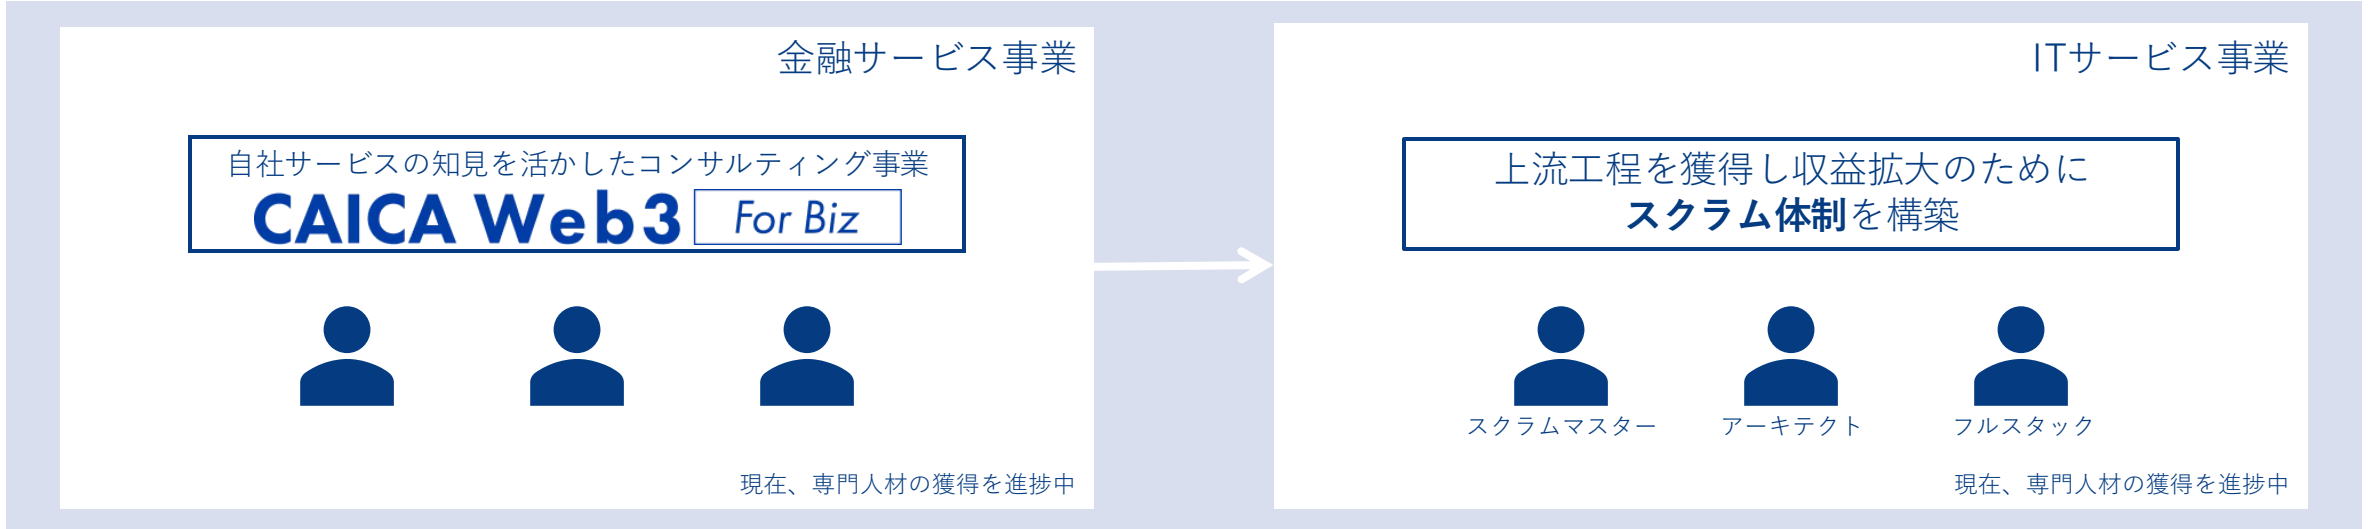 金融サービス事業
自社サービスの知見を活かしたコンサルティング事業
CAICA Web3 For Biz
現在、専門人材の獲得を進捗中
ITサービス事業
上流工程を獲得し収益拡大のために
スクラム体制を構築
スクラムマスター
アーキテクト
フルスタック
現在、専門人材の獲得を進捗中